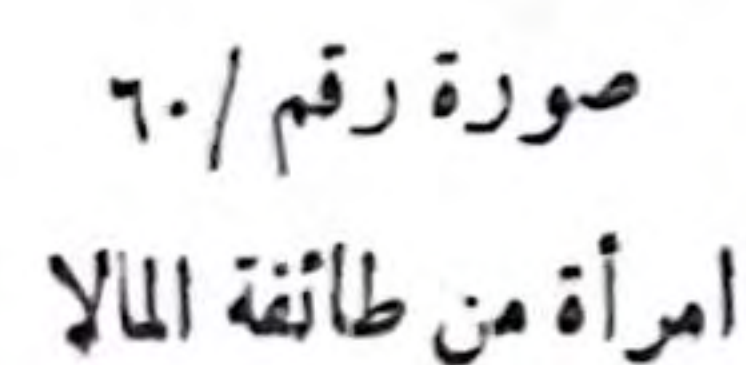 صورة رقم /٦٠
امرأة من طائفة المالا